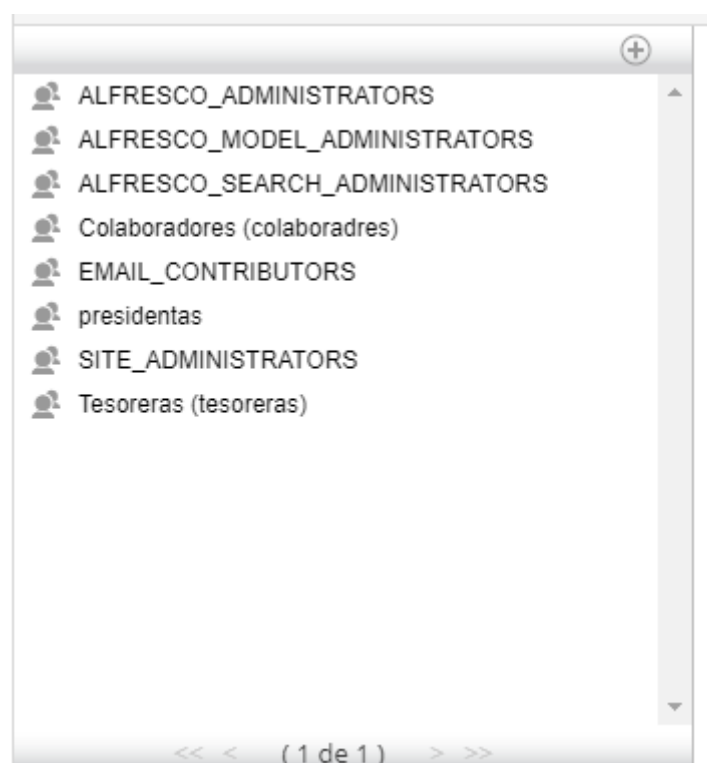 ALFRESCO_ADMINISTRATORS
ALFRESCO_MODEL_ADMINISTRATORS
ALFRESCO_SEARCH_ADMINISTRATORS
Colaboradores (colaboradres)
EMAIL_CONTRIBUTORS
presidentas
SITE_ADMINISTRATORS
Tesoreras (tesoreras)
<< < ( 1 de 1 ) > >>